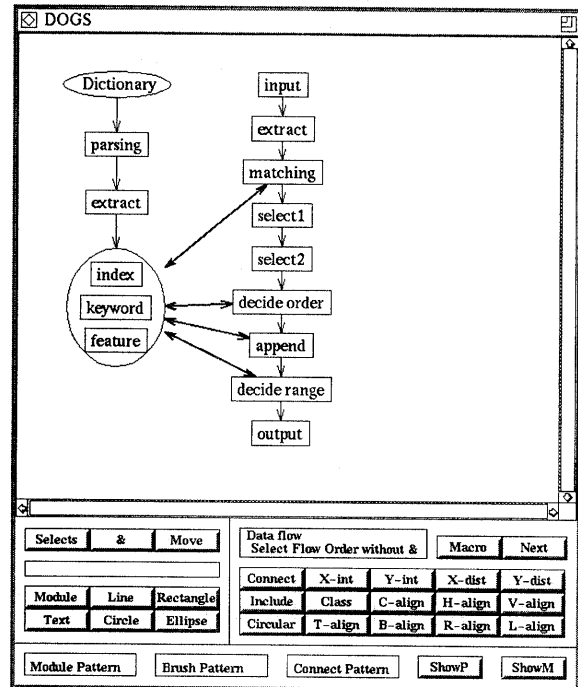 DOGS
Dictionary
parsing
extract
index
keyword
feature
input
extract
matching
select1
select2
decide order
append
decide range
output
Selects & Move
Module Line Rectangle
Text Circle Ellipse
Data flow
Select Flow Order without &
Macro Next
Connect X-int Y-int X-dist Y-dist
Include Class C-align H-align V-align
Circular T-align B-align R-align L-align
Module Pattern Brush Pattern Connect Pattern ShowP ShowM